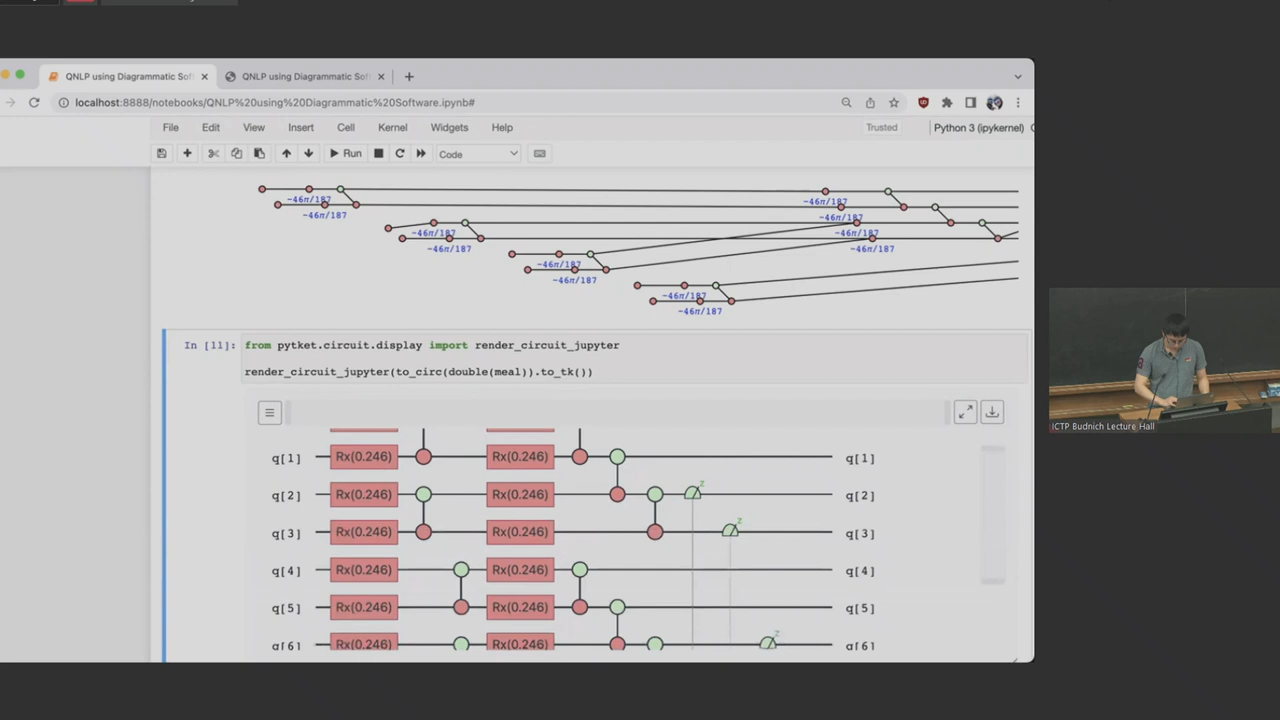 QNLP using Diagrammatic Sof
QNLP using Diagrammatic Sof
localhost:8888/notebooks/QNLP%20using%20Diagrammatic%20Software.ipynb#
File Edit View Insert Cell Kernel Widgets Help
Trusted
Python 3 (ipykernel)
Run
Code
-46π/187
-46π/187
-46π/187
-46π/187
-46π/187
-46π/187
-46π/187
-46π/187
-46π/187
-46π/187
-46π/187
-46π/187
In [11]: from pytket.circuit.display import render_circuit_jupyter
render_circuit_jupyter(to_circ(double(meal)).to_tk())
q[1] Rx(0.246) Rx(0.246) q[1]
q[2] Rx(0.246) Rx(0.246) z q[2]
q[3] Rx(0.246) Rx(0.246) z q[3]
q[4] Rx(0.246) Rx(0.246) q[4]
q[5] Rx(0.246) Rx(0.246) q[5]
q[6] Rx(0.246) Rx(0.246) z q[6]
ICTP Budnich Lecture Hall